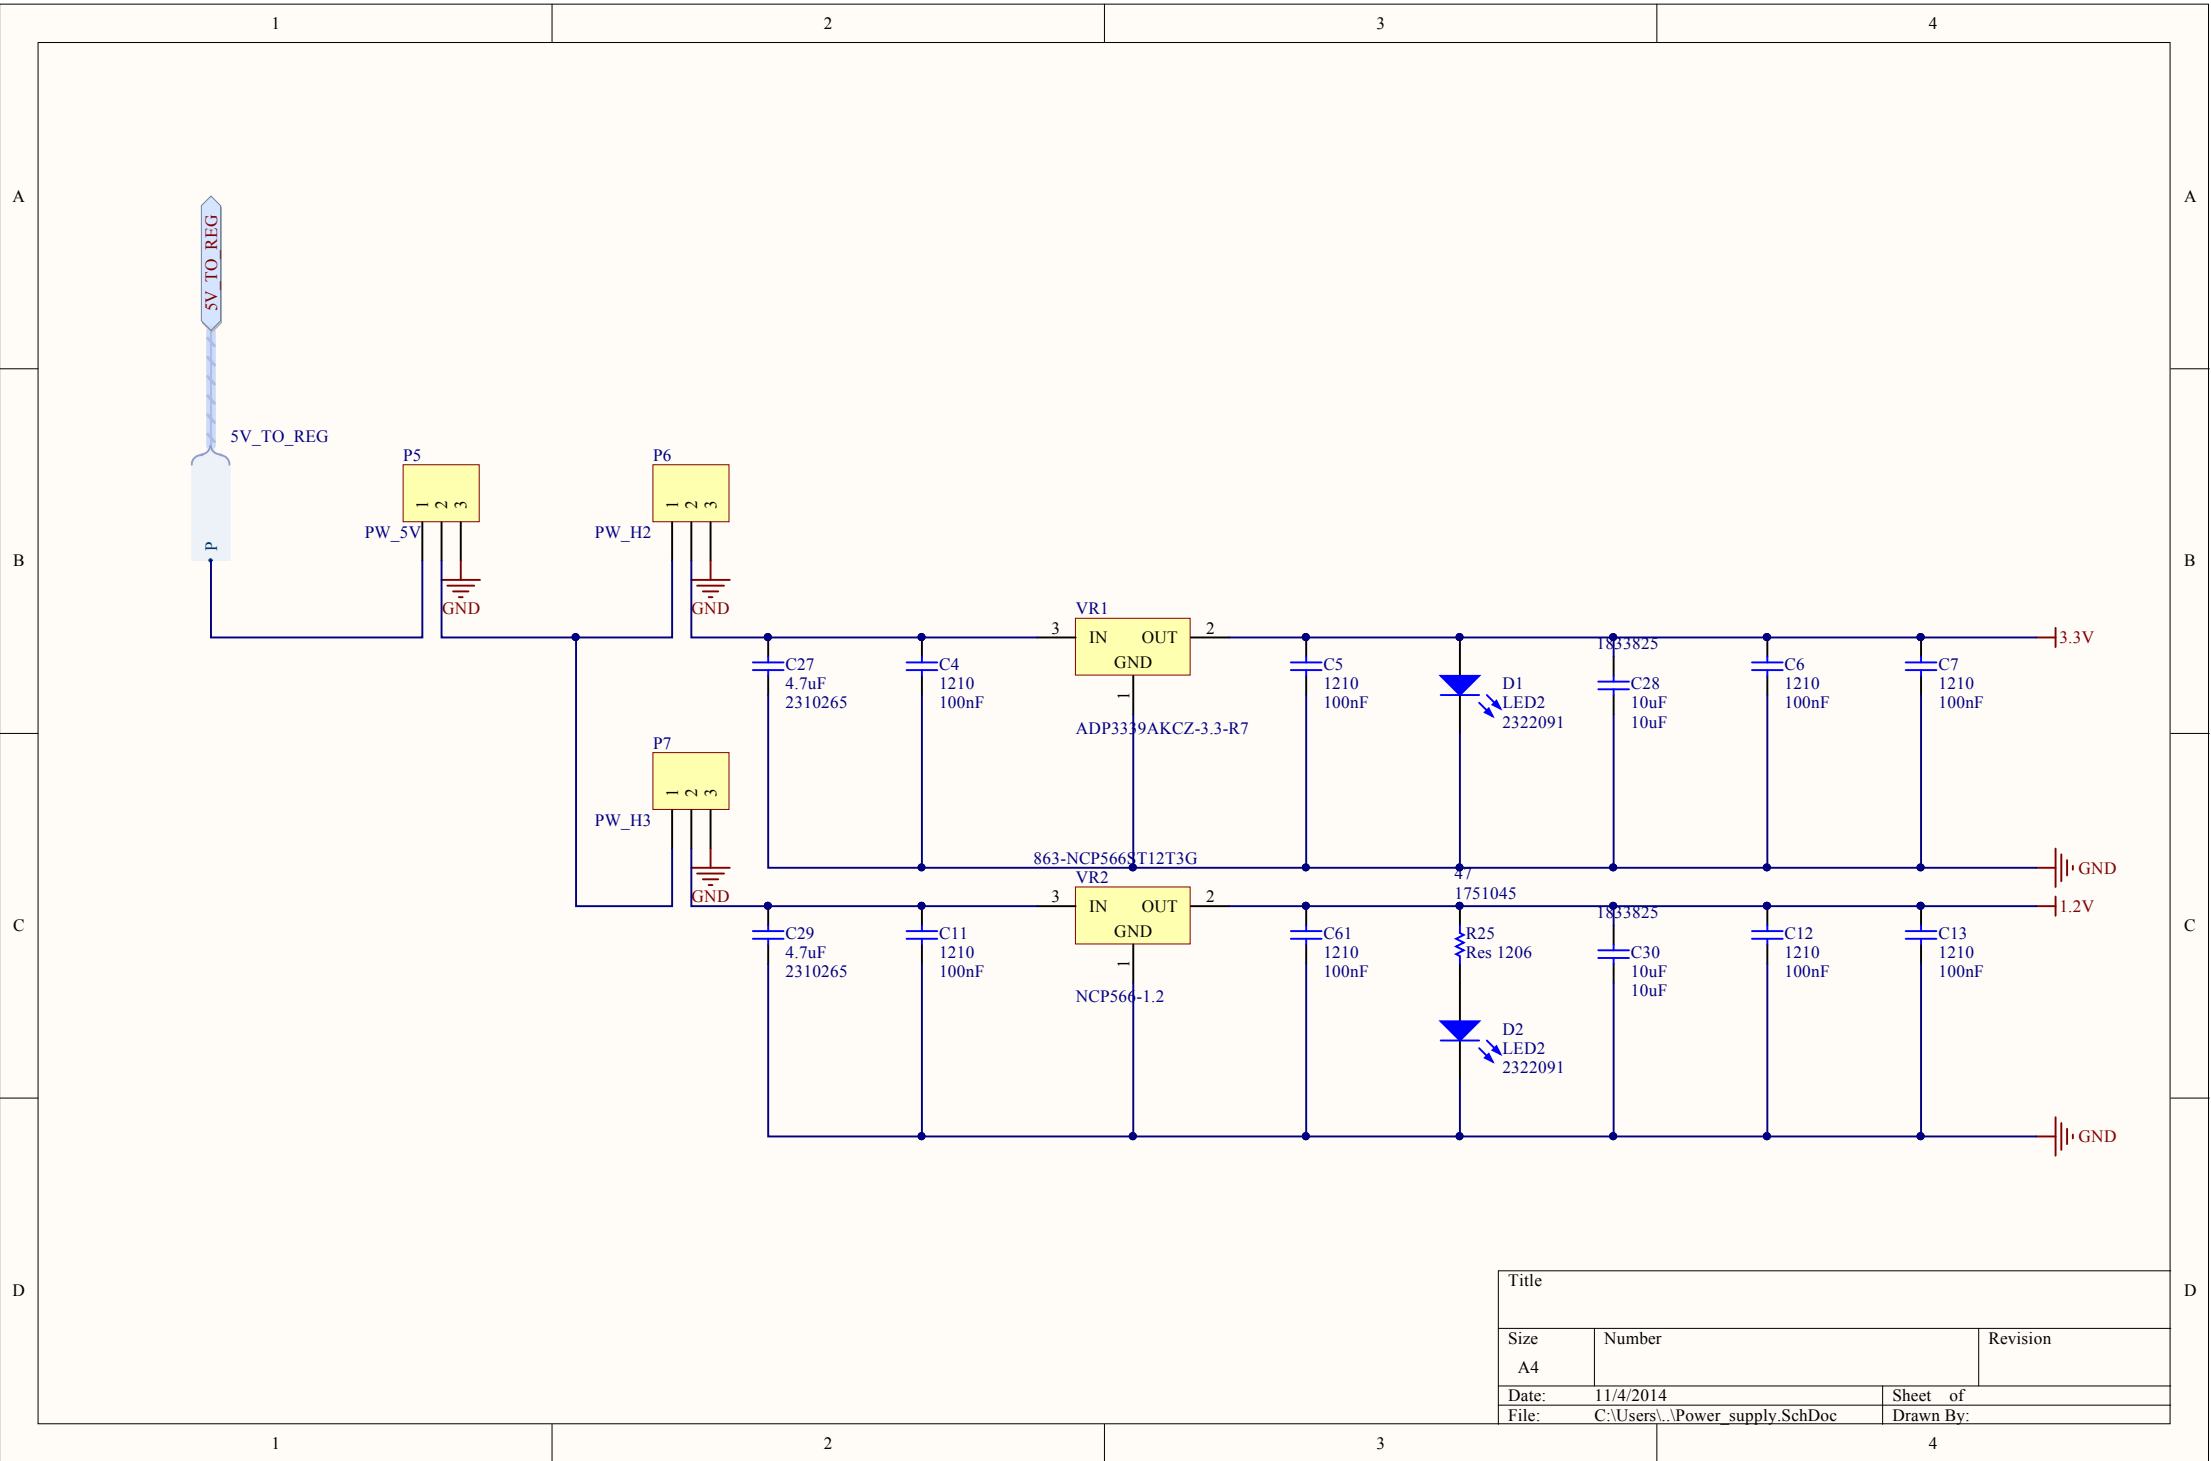 1 2 3 4
A A
5V_TO_REG
5V_TO_REG
P
P5
1 2 3
PW_5V
GND
P6
1 2 3
PW_H2
GND
B B
VR1
3 IN OUT 2
GND
1
ADP3339AKCZ-3.3-R7
C27
4.7uF
2310265
C4
1210
100nF
C5
1210
100nF
D1
LED2
2322091
1833825
C28
10uF
10uF
C6
1210
100nF
C7
1210
100nF
3.3V
GND
P7
1 2 3
PW_H3
GND
863-NCP566ST12T3G
VR2
3 IN OUT 2
GND
1
NCP566-1.2
C C
C29
4.7uF
2310265
C11
1210
100nF
C61
1210
100nF
47
1751045
R25
Res 1206
D2
LED2
2322091
1833825
C30
10uF
10uF
C12
1210
100nF
C13
1210
100nF
1.2V
GND
D D
Title
Size Number Revision
A4
Date: 11/4/2014 Sheet of
File: C:\Users\..\Power_supply.SchDoc Drawn By:
1 2 3 4